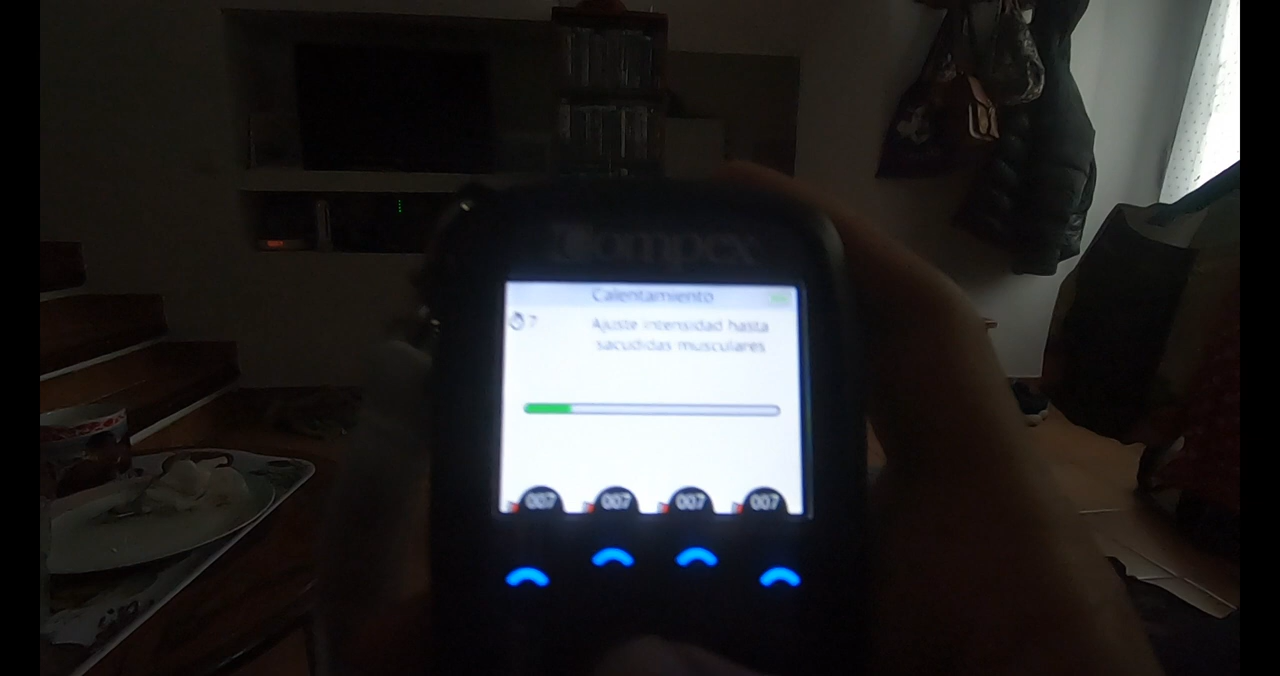 Compex
Calentamiento
7
Ajuste intensidad hasta
sacudidas musculares
007 007 007 007